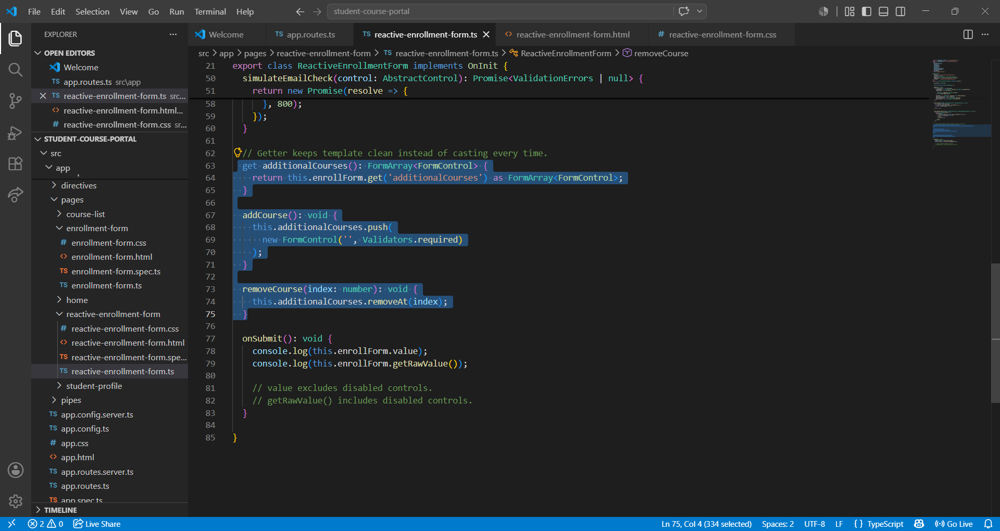 File Edit Selection View Go Run Terminal Help
student-course-portal
EXPLORER
OPEN EDITORS
Welcome
TS app.routes.ts src\app
TS reactive-enrollment-form.ts src...
<> reactive-enrollment-form.html...
# reactive-enrollment-form.css sr...
STUDENT-COURSE-PORTAL
src
app
directives
pages
course-list
enrollment-form
# enrollment-form.css
<> enrollment-form.html
TS enrollment-form.spec.ts
TS enrollment-form.ts
home
reactive-enrollment-form
# reactive-enrollment-form.css
<> reactive-enrollment-form.html
TS reactive-enrollment-form.spe...
TS reactive-enrollment-form.ts
student-profile
pipes
TS app.config.server.ts
TS app.config.ts
# app.css
<> app.html
TS app.routes.server.ts
TS app.routes.ts
TS app.spec.ts
TIMELINE
Welcome TS app.routes.ts TS reactive-enrollment-form.ts <> reactive-enrollment-form.html # reactive-enrollment-form.css
src > app > pages > reactive-enrollment-form > TS reactive-enrollment-form.ts > ReactiveEnrollmentForm > removeCourse
21 export class ReactiveEnrollmentForm implements OnInit {
50 simulateEmailCheck(control: AbstractControl): Promise<ValidationErrors | null> {
51 return new Promise(resolve => {
58 }, 800);
59 });
60 }
61
62 // Getter keeps template clean instead of casting every time.
63 get additionalCourses(): FormArray<FormControl> {
64 return this.enrollForm.get('additionalCourses') as FormArray<FormControl>;
65 }
66
67 addCourse(): void {
68 this.additionalCourses.push(
69 new FormControl('', Validators.required)
70 );
71 }
72
73 removeCourse(index: number): void {
74 this.additionalCourses.removeAt(index);
75 }
76
77 onSubmit(): void {
78 console.log(this.enrollForm.value);
79 console.log(this.enrollForm.getRawValue());
80
81 // value excludes disabled controls.
82 // getRawValue() includes disabled controls.
83 }
84
85 }
2 0 Live Share Ln 75, Col 4 (334 selected) Spaces: 2 UTF-8 LF {} TypeScript Go Live